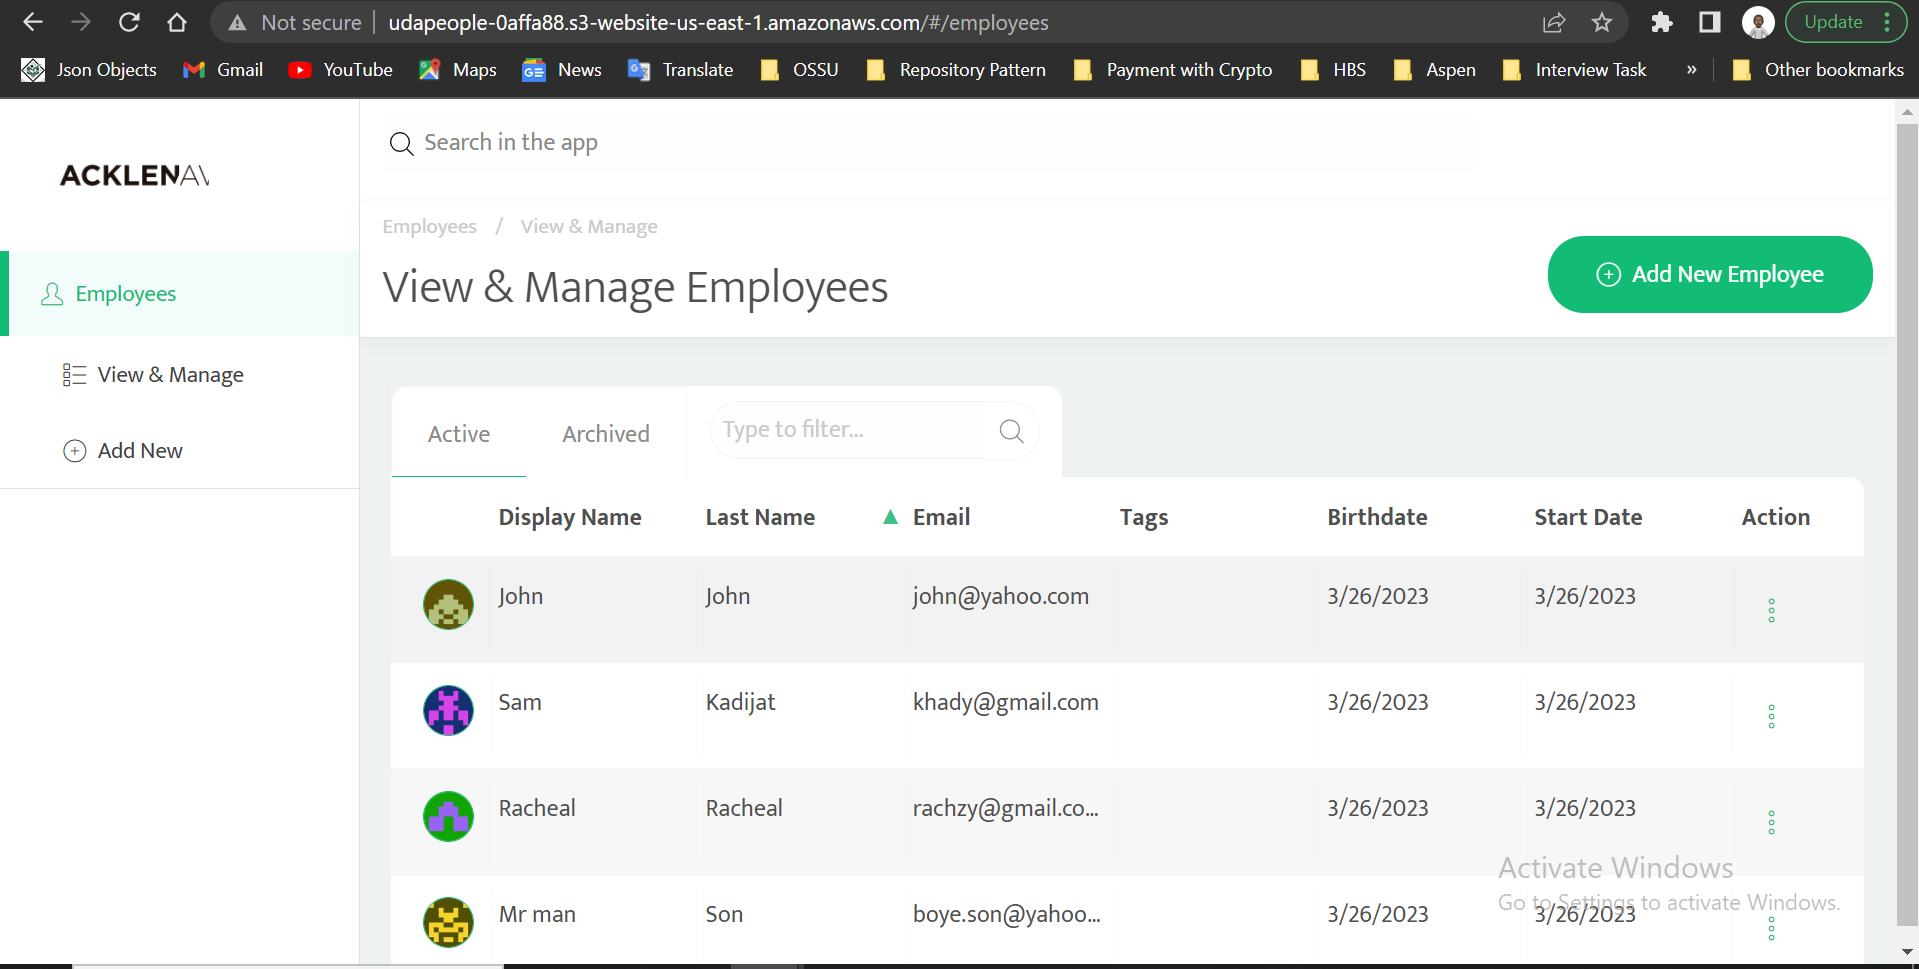 Not secure udapeople-0affa88.s3-website-us-east-1.amazonaws.com/#/employees Update
Json Objects Gmail YouTube Maps News Translate OSSU Repository Pattern Payment with Crypto HBS Aspen Interview Task » Other bookmarks
Search in the app
ACKLENAV
Employees / View & Manage
View & Manage Employees
Add New Employee
Employees
View & Manage
Add New
Active Archived Type to filter...
Display Name Last Name ▲ Email Tags Birthdate Start Date Action
John John john@yahoo.com 3/26/2023 3/26/2023
Sam Kadijat khady@gmail.com 3/26/2023 3/26/2023
Racheal Racheal rachzy@gmail.co... 3/26/2023 3/26/2023
Mr man Son boye.son@yahoo... 3/26/2023 3/26/2023
Activate Windows
Go to Settings to activate Windows.